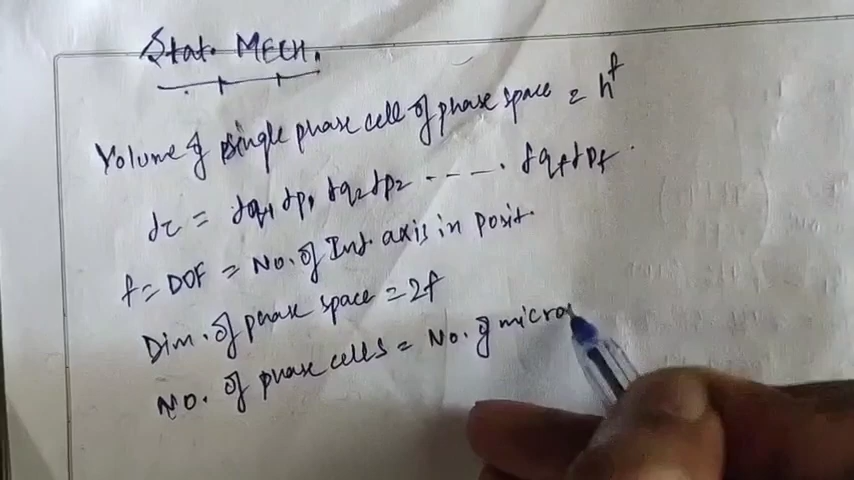 Stat. MECH.
Volume of single phase cell of phase space = h^f
dτ = dq1 dp1 dq2 dp2 ---- dqf dpf.
f = DOF = No. of Int. axis in posit.
Dim. of phase space = 2f
No. of phase cells = No. of micro